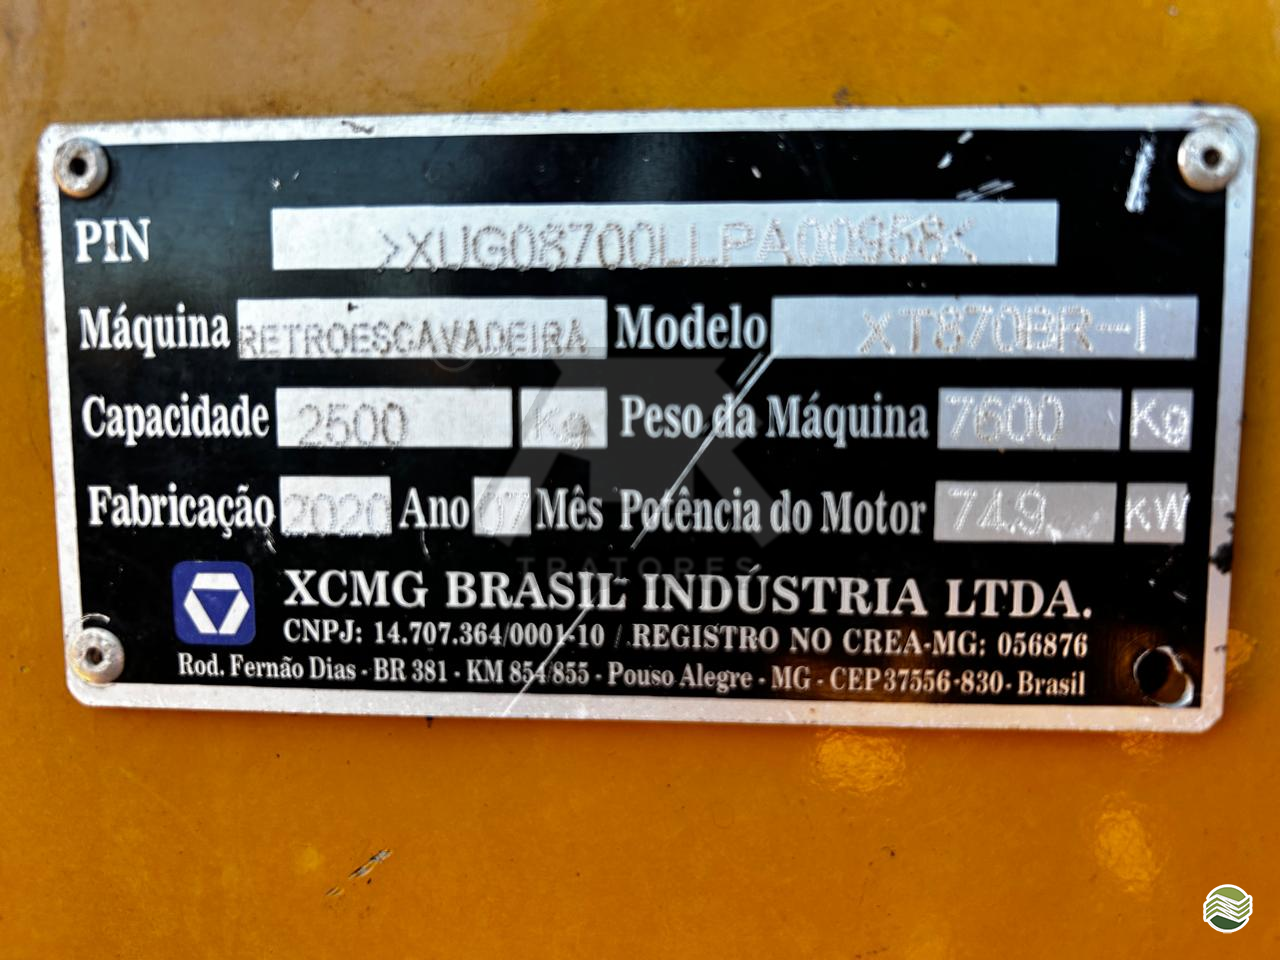 PIN >XUG08700LLPA00958<
Máquina RETROESCAVADEIRA Modelo XT870BR-I
Capacidade 2500 Kg Peso da Máquina 7600 Kg
Fabricação 2020 Ano 07 Mês Potência do Motor 74.9 KW
XCMG BRASIL INDÚSTRIA LTDA.
CNPJ: 14.707.364/0001-10 / REGISTRO NO CREA-MG: 056876
Rod. Fernão Dias - BR 381 - KM 854/855 - Pouso Alegre - MG - CEP 37556-830 - Brasil
TRATORES